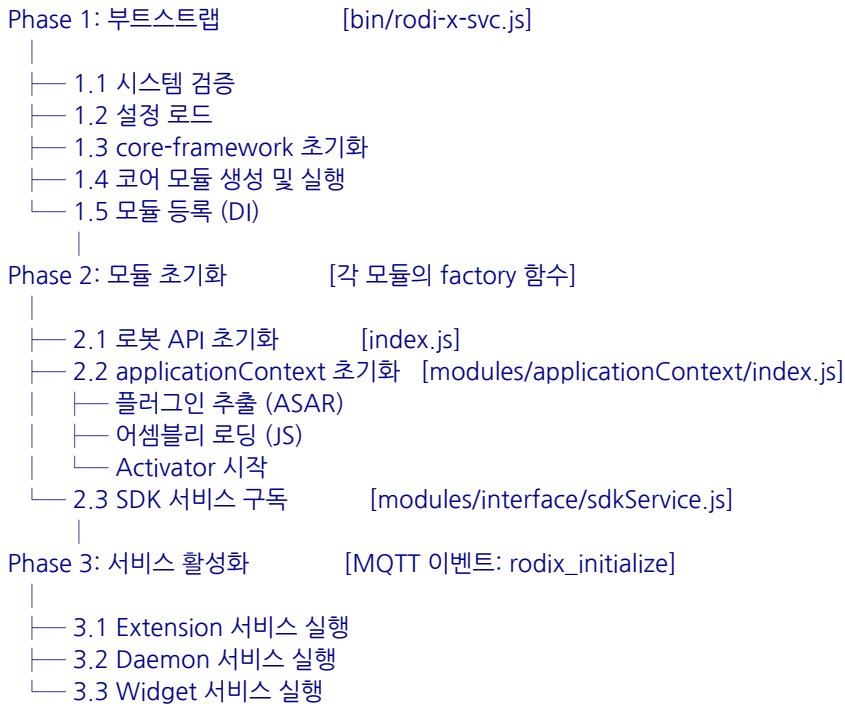 Phase 1: 부트스트랩 [bin/rodi-x-svc.js]
│
├── 1.1 시스템 검증
├── 1.2 설정 로드
├── 1.3 core-framework 초기화
├── 1.4 코어 모듈 생성 및 실행
└── 1.5 모듈 등록 (DI)
│
Phase 2: 모듈 초기화 [각 모듈의 factory 함수]
│
├── 2.1 로봇 API 초기화 [index.js]
├── 2.2 applicationContext 초기화 [modules/applicationContext/index.js]
│ ├── 플러그인 추출 (ASAR)
│ ├── 어셈블리 로딩 (JS)
│ └── Activator 시작
└── 2.3 SDK 서비스 구독 [modules/interface/sdkService.js]
│
Phase 3: 서비스 활성화 [MQTT 이벤트: rodix_initialize]
│
├── 3.1 Extension 서비스 실행
├── 3.2 Daemon 서비스 실행
└── 3.3 Widget 서비스 실행